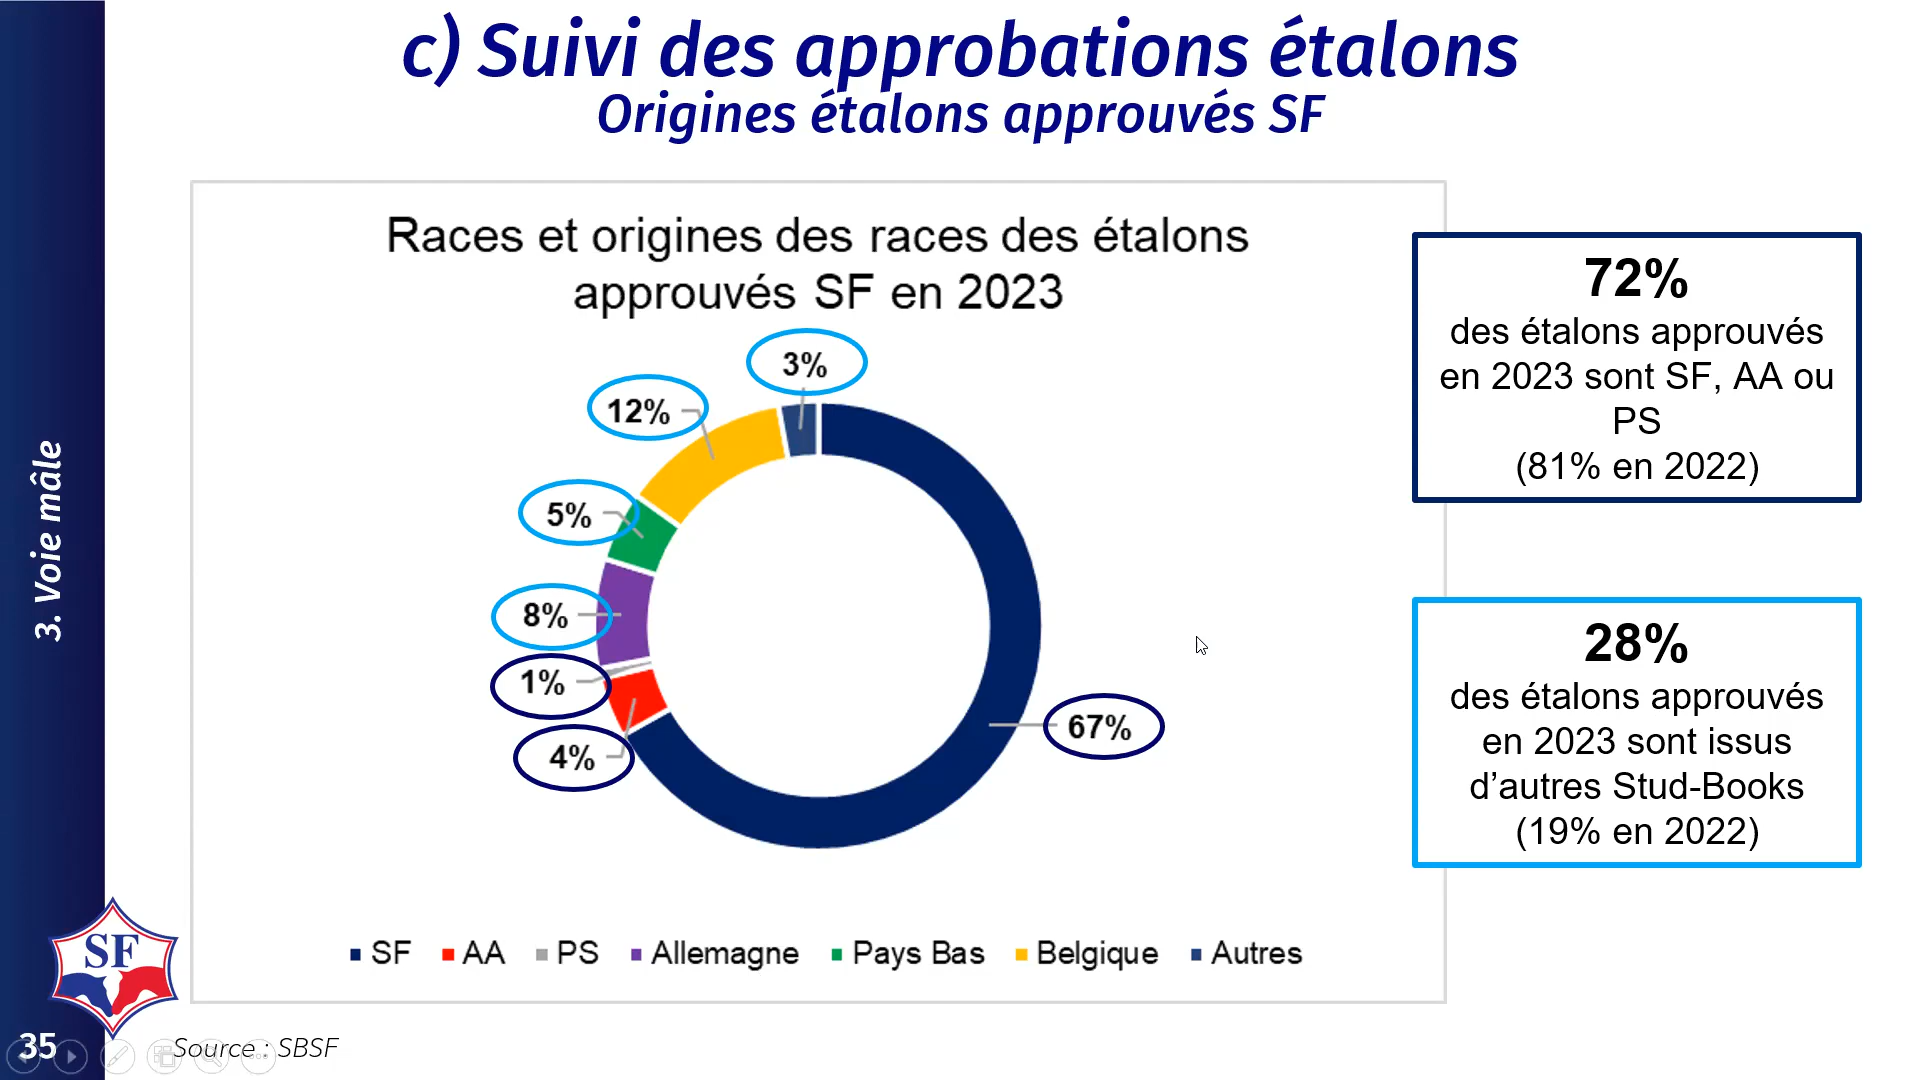 c) Suivi des approbations étalons
Origines étalons approuvés SF
3. Voie mâle
Races et origines des races des étalons
approuvés SF en 2023
3%
12%
5%
8%
1%
4%
67%
SF
AA
PS
Allemagne
Pays Bas
Belgique
Autres
72%
des étalons approuvés
en 2023 sont SF, AA ou
PS
(81% en 2022)
28%
des étalons approuvés
en 2023 sont issus
d’autres Stud-Books
(19% en 2022)
SF
35
Source : SBSF